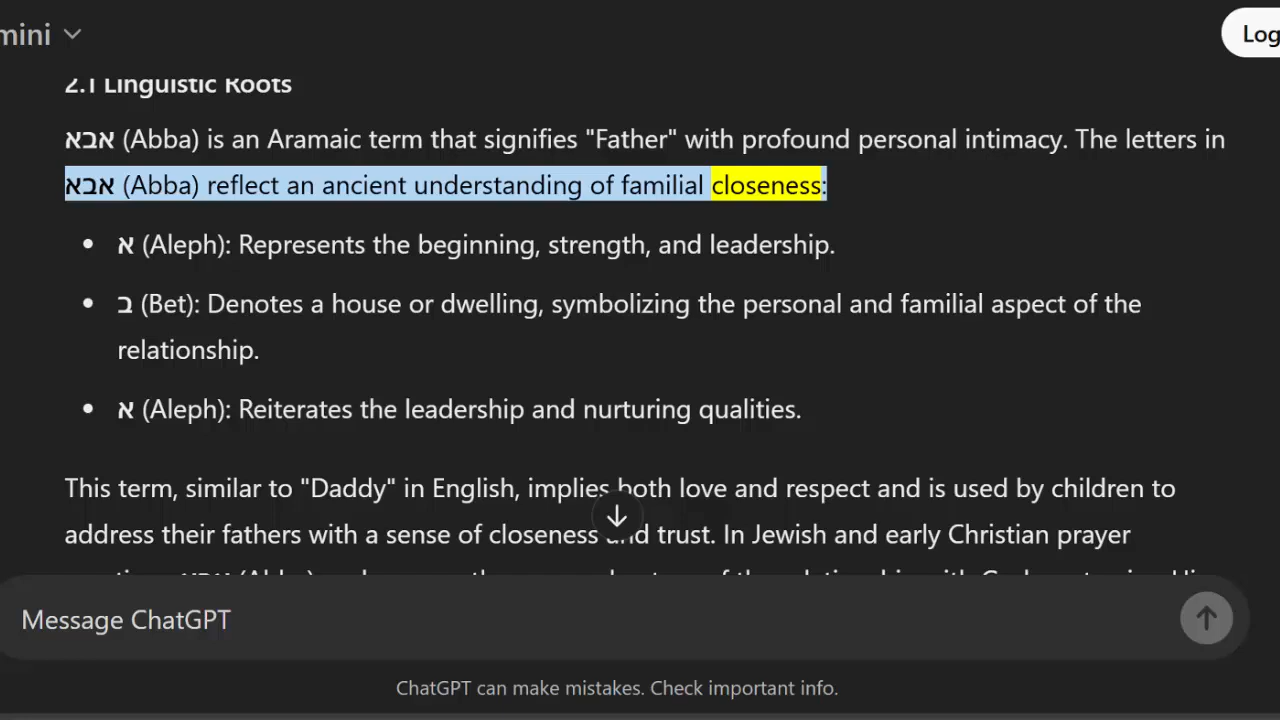 mini
Log
2.1 Linguistic Roots
אבא (Abba) is an Aramaic term that signifies "Father" with profound personal intimacy. The letters in
אבא (Abba) reflect an ancient understanding of familial closeness:
• א (Aleph): Represents the beginning, strength, and leadership.
• ב (Bet): Denotes a house or dwelling, symbolizing the personal and familial aspect of the
relationship.
• א (Aleph): Reiterates the leadership and nurturing qualities.
This term, similar to "Daddy" in English, implies both love and respect and is used by children to
address their fathers with a sense of closeness and trust. In Jewish and early Christian prayer
Message ChatGPT
ChatGPT can make mistakes. Check important info.